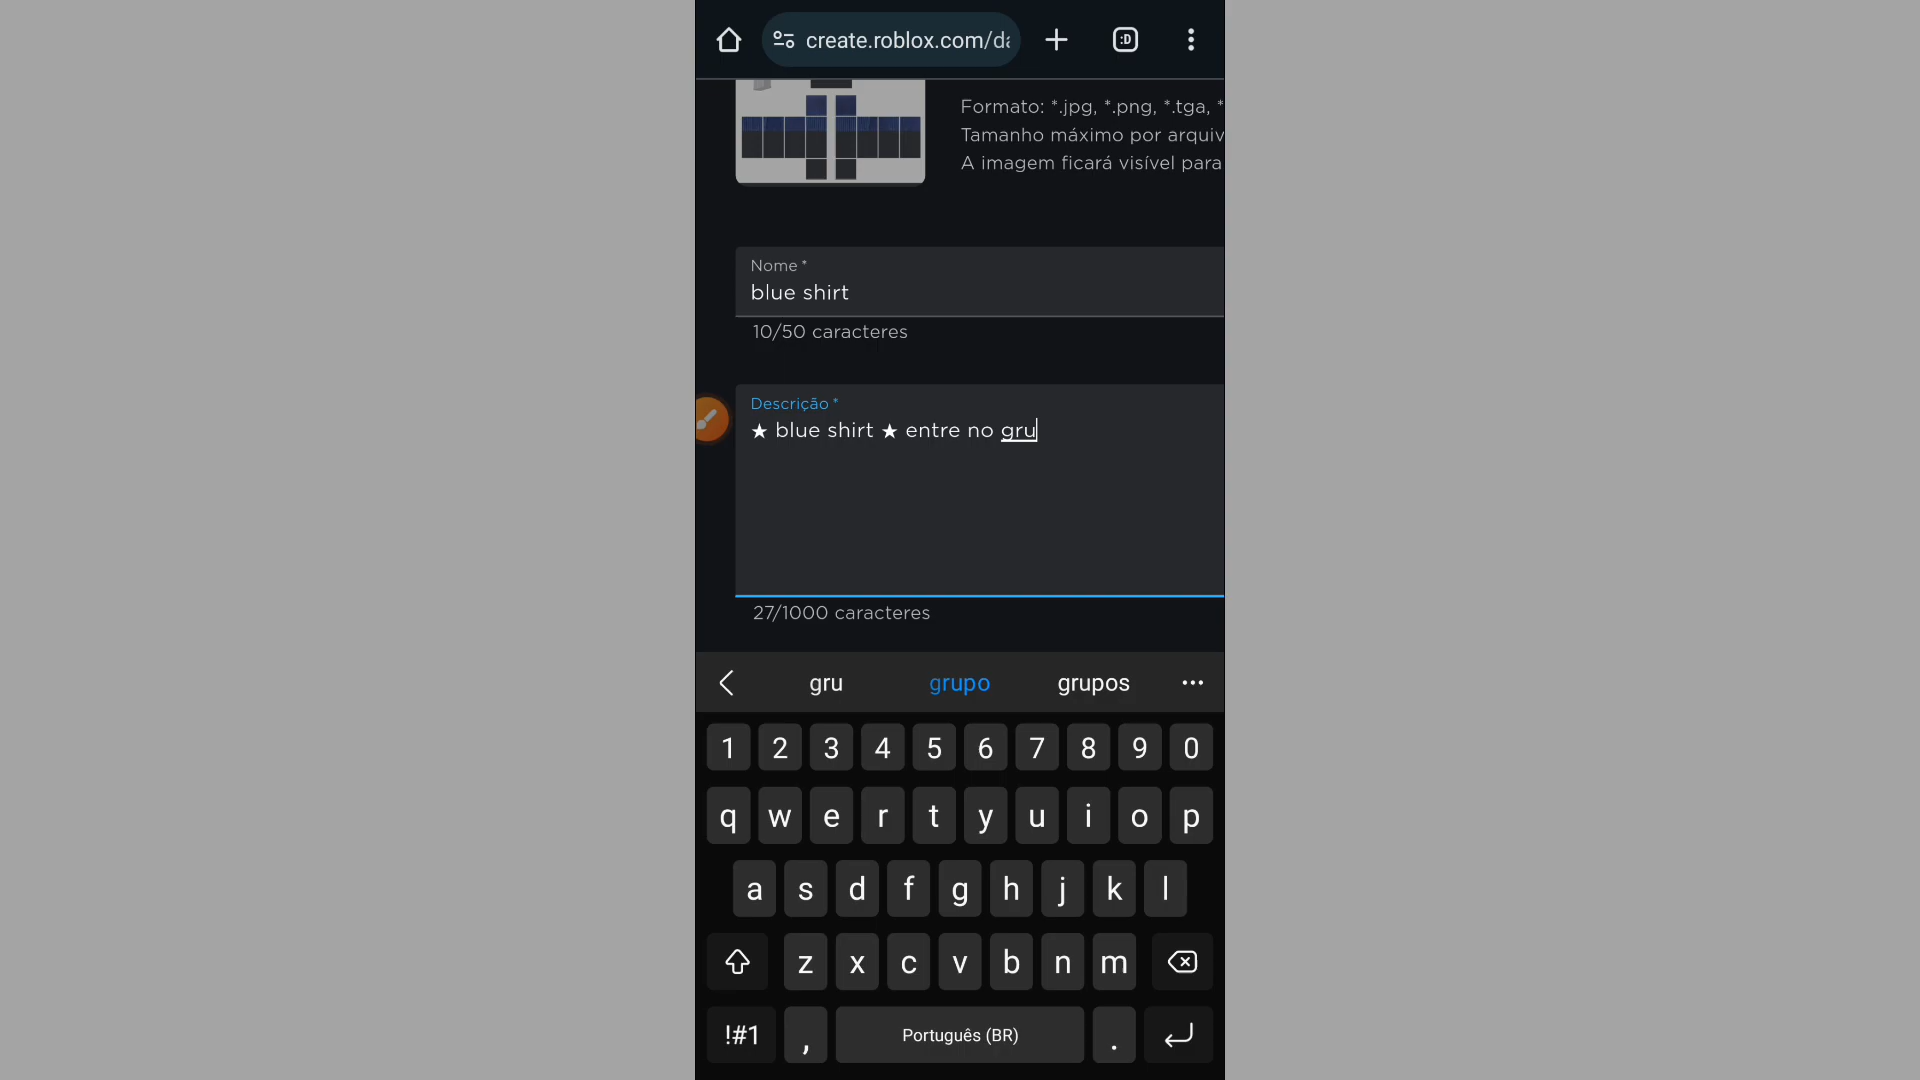 create.roblox.com/da
:D
Formato: *.jpg, *.png, *.tga, *
Tamanho máximo por arquiv
A imagem ficará visível para
Nome *
blue shirt
10/50 caracteres
Descrição *
★ blue shirt ★ entre no gru
27/1000 caracteres
gru grupo grupos
1 2 3 4 5 6 7 8 9 0
q w e r t y u i o p
a s d f g h j k l
z x c v b n m
!#1 , Português (BR) .